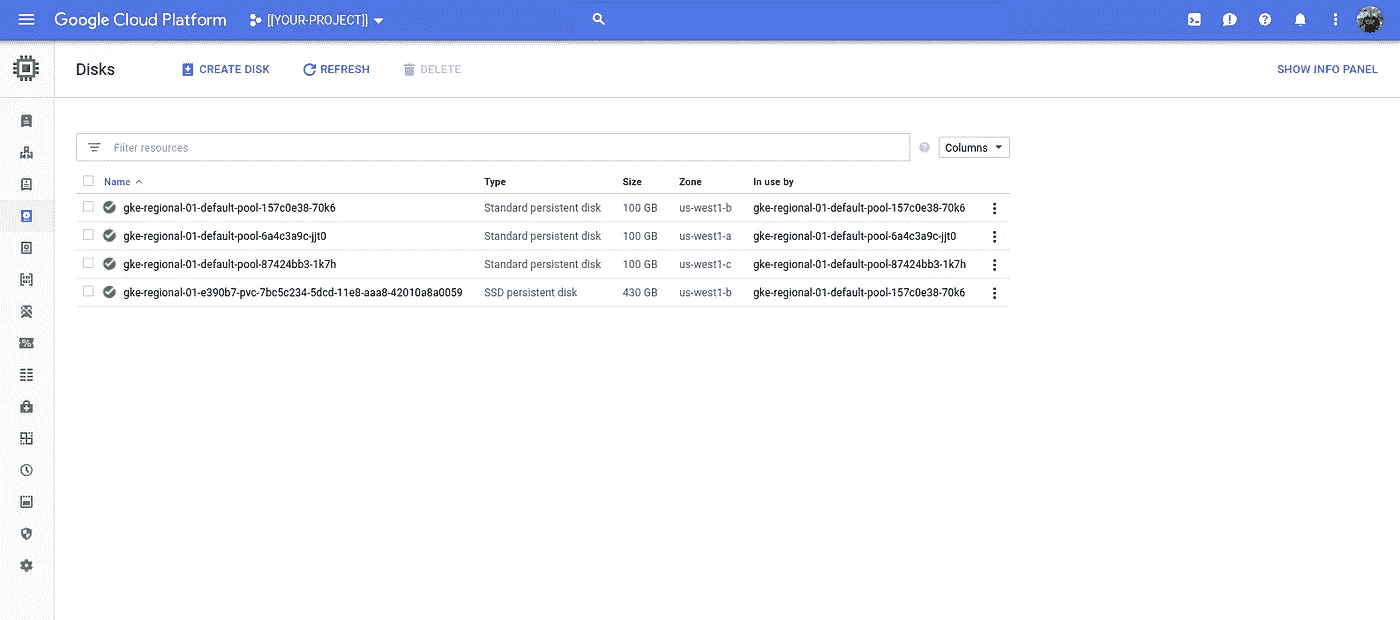 Google Cloud Platform [[YOUR-PROJECT]]
Disks CREATE DISK REFRESH DELETE SHOW INFO PANEL
Filter resources Columns
Name Type Size Zone In use by
gke-regional-01-default-pool-157c0e38-70k6 Standard persistent disk 100 GB us-west1-b gke-regional-01-default-pool-157c0e38-70k6
gke-regional-01-default-pool-6a4c3a9c-jjt0 Standard persistent disk 100 GB us-west1-a gke-regional-01-default-pool-6a4c3a9c-jjt0
gke-regional-01-default-pool-87424bb3-1k7h Standard persistent disk 100 GB us-west1-c gke-regional-01-default-pool-87424bb3-1k7h
gke-regional-01-e390b7-pvc-7bc5c234-5dcd-11e8-aaa8-42010a8a0059 SSD persistent disk 430 GB us-west1-b gke-regional-01-default-pool-157c0e38-70k6